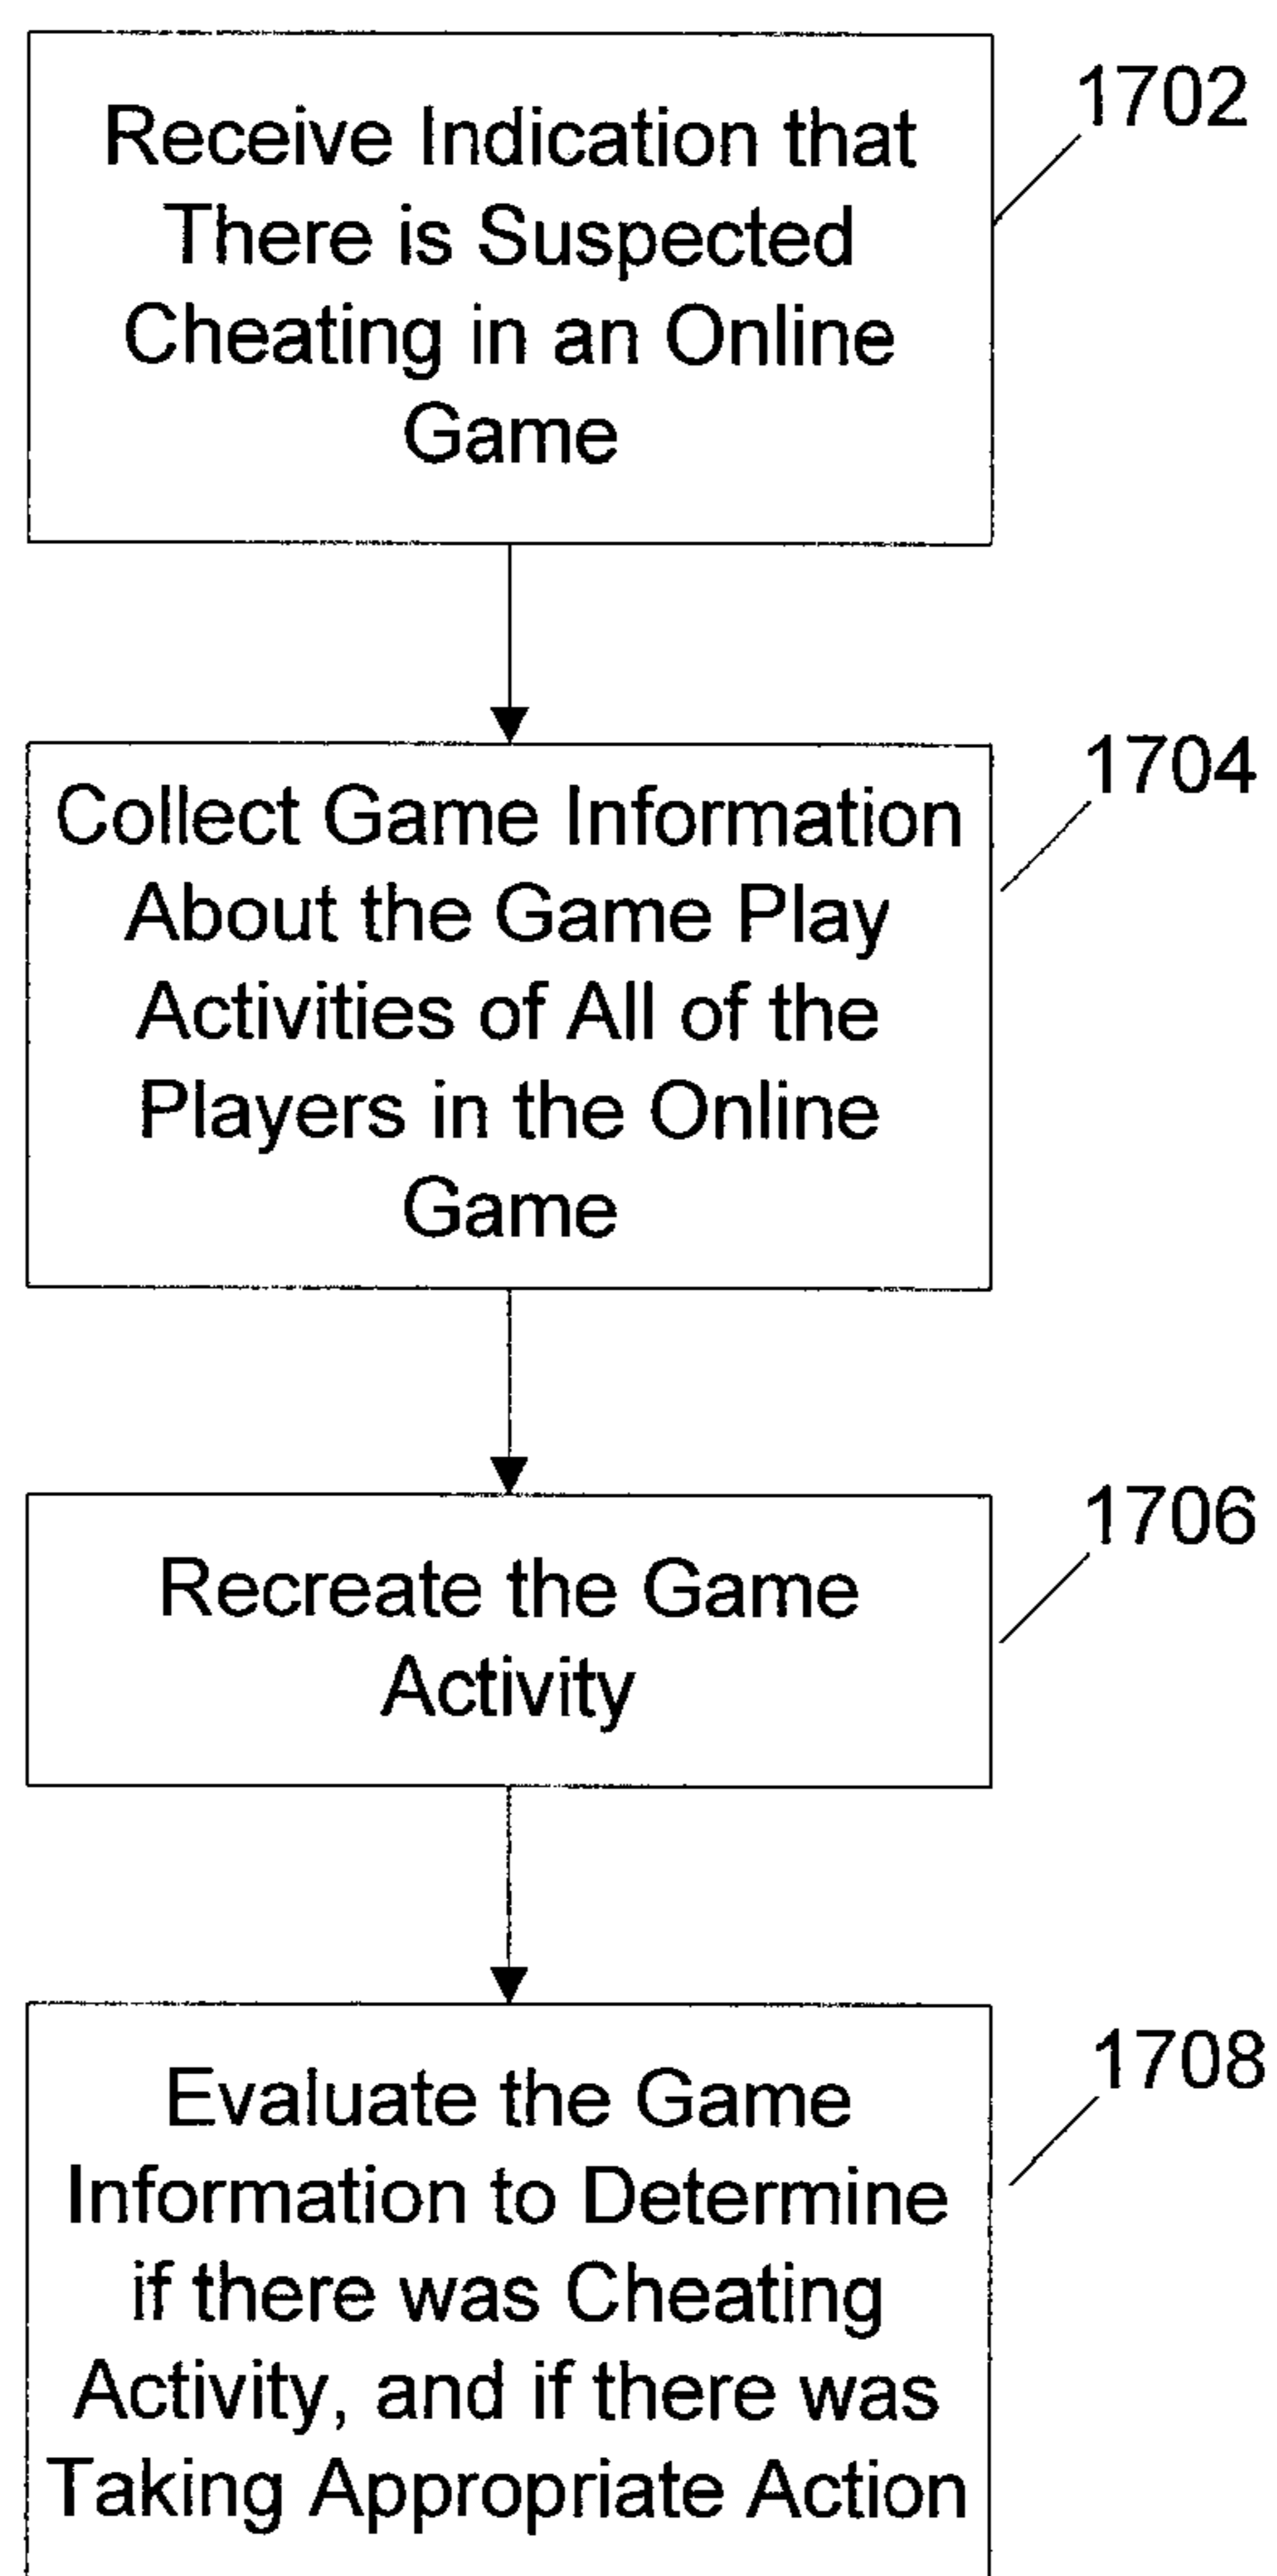 Receive Indication that
There is Suspected
Cheating in an Online
Game
1702
Collect Game Information
About the Game Play
Activities of All of the
Players in the Online
Game
1704
Recreate the Game
Activity
1706
Evaluate the Game
Information to Determine
if there was Cheating
Activity, and if there was
Taking Appropriate Action
1708